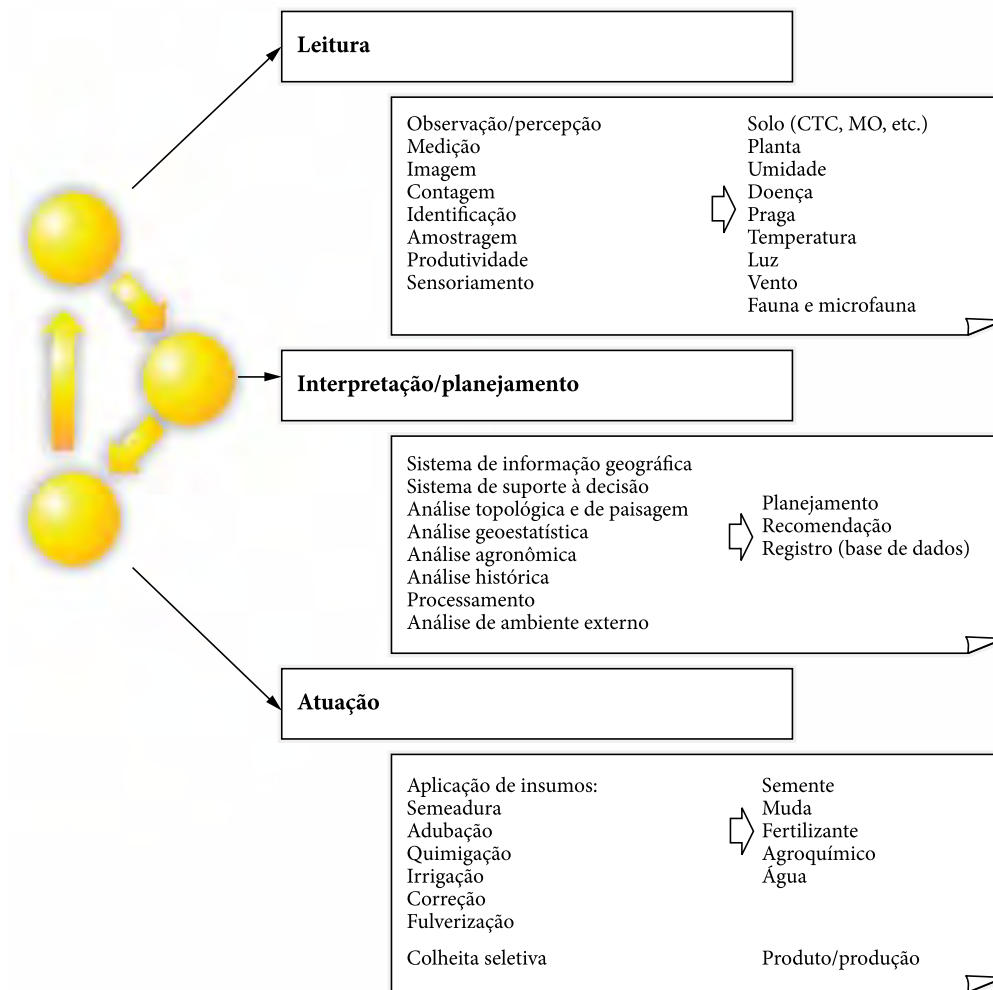 Leitura
Observação/percepção
Medição
Imagem
Contagem
Identificação
Amostragem
Produtividade
Sensoriamento
Solo (CTC, MO, etc.)
Planta
Umidade
Doença
Praga
Temperatura
Luz
Vento
Fauna e microfauna
Interpretação/planejamento
Sistema de informação geográfica
Sistema de suporte à decisão
Análise topológica e de paisagem
Análise geoestatística
Análise agronômica
Análise histórica
Processamento
Análise de ambiente externo
Planejamento
Recomendação
Registro (base de dados)
Atuação
Aplicação de insumos:
Semeadura
Adubação
Quimigação
Irrigação
Correção
Fulverização
Colheita seletiva
Semente
Muda
Fertilizante
Agroquímico
Água
Produto/produção